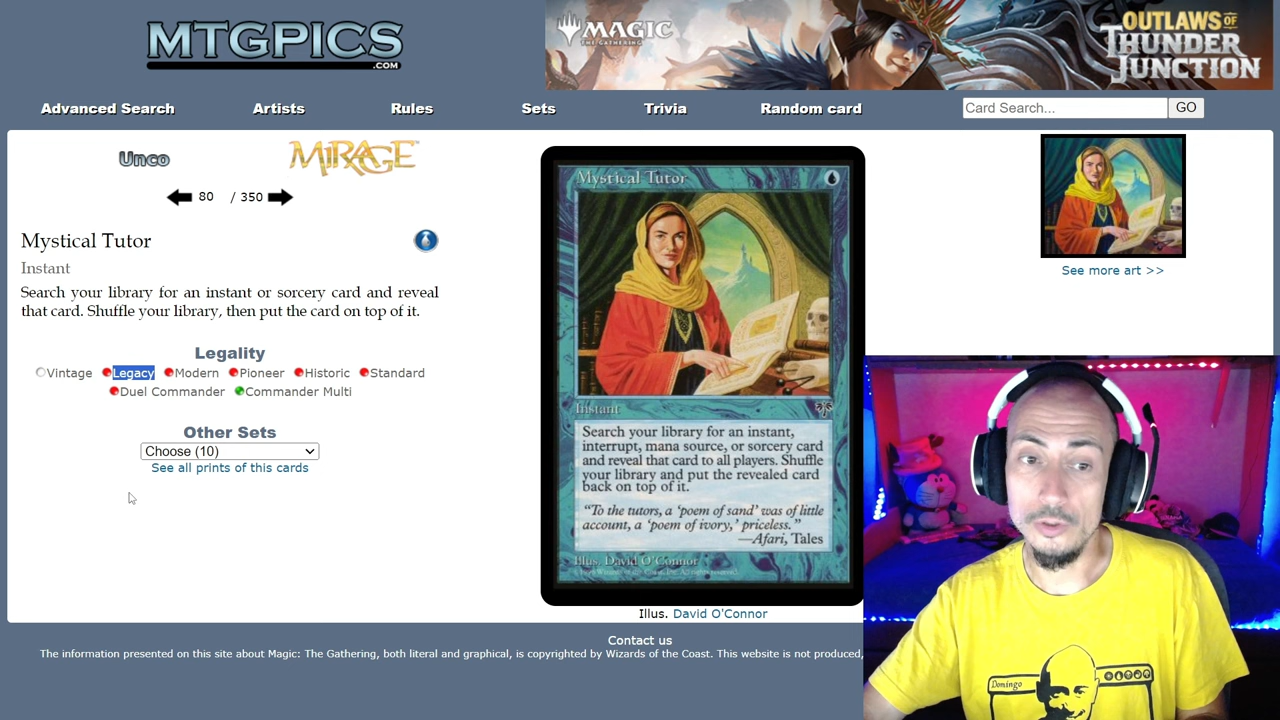 MTGPICS
.COM
MAGIC
THE GATHERING
OUTLAWS OF
THUNDER
JUNCTION
Advanced Search
Artists
Rules
Sets
Trivia
Random card
Card Search...
GO
Unco
MIRAGE
80 / 350
Mystical Tutor
Instant
Search your library for an instant or sorcery card and reveal
that card. Shuffle your library, then put the card on top of it.
Legality
Vintage Legacy Modern Pioneer Historic Standard
Duel Commander Commander Multi
Other Sets
Choose (10)
See all prints of this cards
Mystical Tutor
Instant
Search your library for an instant,
interrupt, mana source, or sorcery card
and reveal that card to all players. Shuffle
your library and put the revealed card
back on top of it.
“To the tutors, a ‘poem of sand’ was of little
account, a ‘poem of ivory,’ priceless.”
—Afari, Tales
Illus. David O'Connor
Illus. David O'Connor
See more art >>
Contact us
The information presented on this site about Magic: The Gathering, both literal and graphical, is copyrighted by Wizards of the Coast. This website is not produced,
Domingo